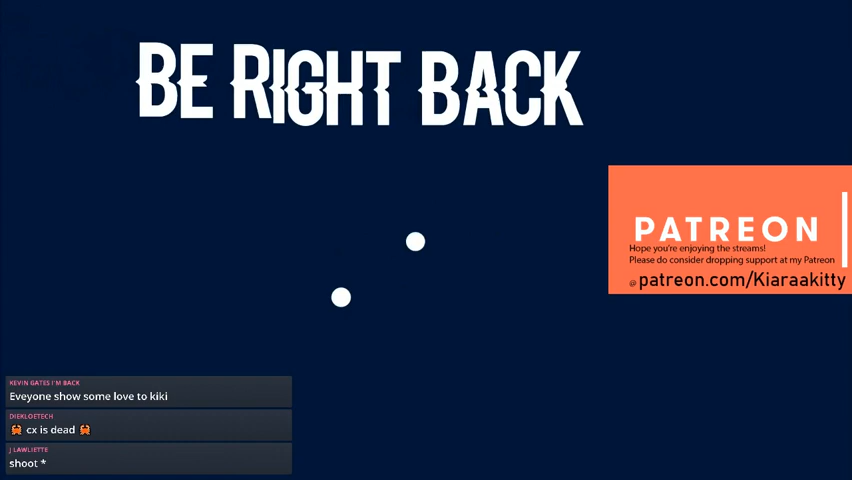 BE RIGHT BACK
PATREON
Hope you're enjoying the streams!
Please do consider dropping support at my Patreon
@ patreon.com/Kiaraakitty
KEVIN GATES I'M BACK
Eveyone show some love to kiki
DIEKLOETECH
🦀 cx is dead 🦀
J LAWLIETTE
shoot *